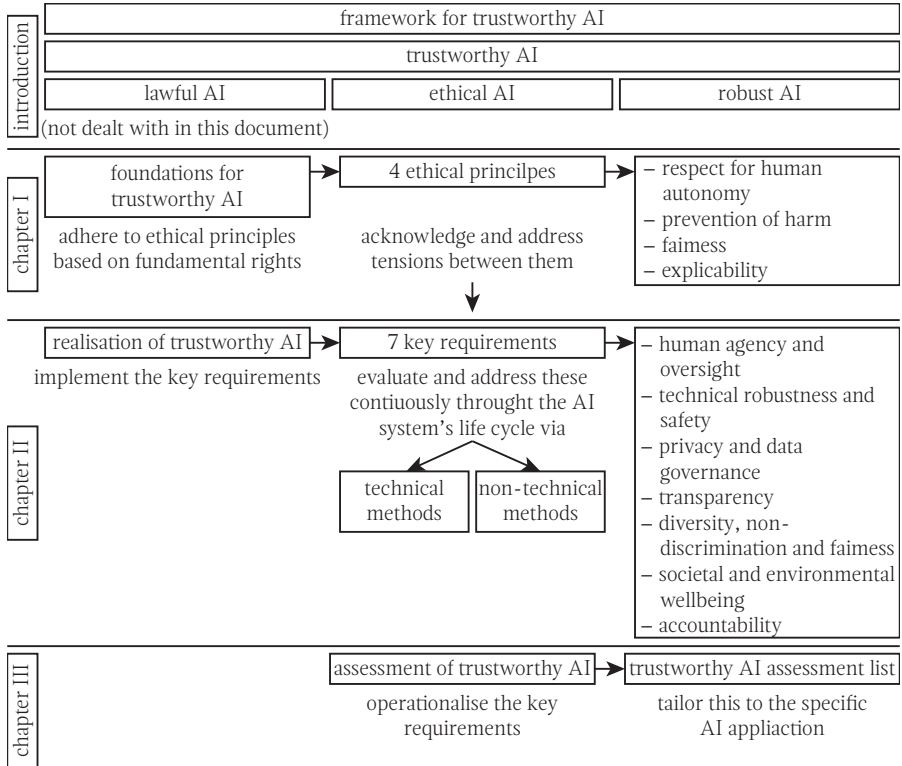 introduction
framework for trustworthy AI
trustworthy AI
lawful AI
ethical AI
robust AI
(not dealt with in this document)
chapter I
foundations for
trustworthy AI
adhere to ethical principles
based on fundamental rights
4 ethical princilpes
acknowledge and address
tensions between them
– respect for human
autonomy
– prevention of harm
– faimess
– explicability
chapter II
realisation of trustworthy AI
implement the key requirements
7 key requirements
evaluate and address these
contiuously throught the AI
system's life cycle via
technical
methods
non-technical
methods
– human agency and
oversight
– technical robustness and
safety
– privacy and data
governance
– transparency
– diversity, non-
discrimination and faimess
– societal and environmental
wellbeing
– accountability
chapter III
assessment of trustworthy AI
operationalise the key
requirements
trustworthy AI assessment list
tailor this to the specific
AI appliaction